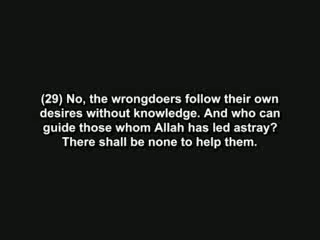 (29) No, the wrongdoers follow their own
desires without knowledge. And who can
guide those whom Allah has led astray?
There shall be none to help them.